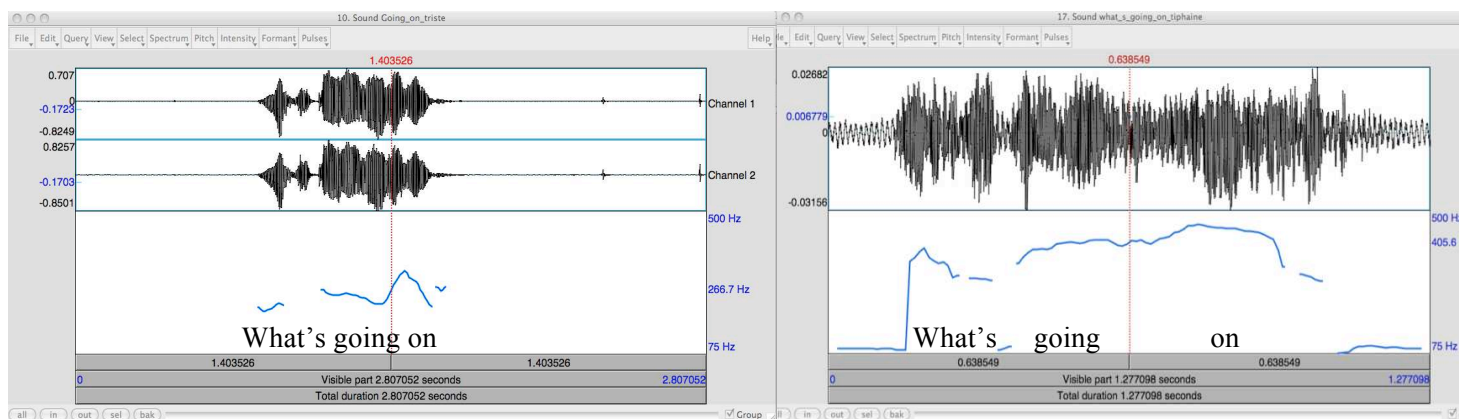 10. Sound Going_on_triste
File Edit Query View Select Spectrum Pitch Intensity Formant Pulses Help
1.403526
0.707
0
-0.1723
-0.8249
Channel 1
0.8257
-0.1703
-0.8501
Channel 2
500 Hz
266.7 Hz
What's going on
75 Hz
1.403526 1.403526
0 Visible part 2.807052 seconds 2.807052
Total duration 2.807052 seconds
all in out sel bak Group
17. Sound what_s_going_on_tiphaine
le Edit Query View Select Spectrum Pitch Intensity Formant Pulses
0.638549
0.02682
0.006779
0
-0.03156
500 Hz
405.6
What's going on
75 Hz
0.638549 0.638549
0 Visible part 1.277098 seconds 1.277098
Total duration 1.277098 seconds
in out sel bak